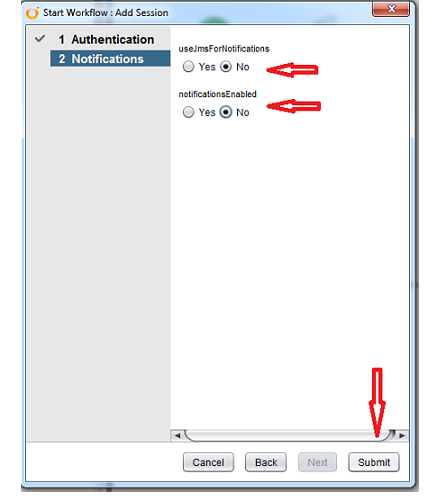 Start Workflow : Add Session
1 Authentication
2 Notifications
useJmsForNotifications
Yes No
notificationsEnabled
Yes No
Cancel Back Next Submit